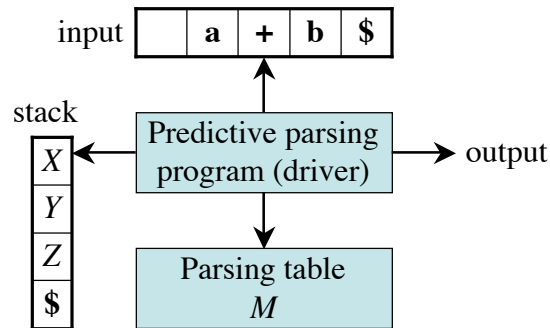 input a + b $
stack
X
Y
Z
$
Predictive parsing
program (driver)
output
Parsing table
M